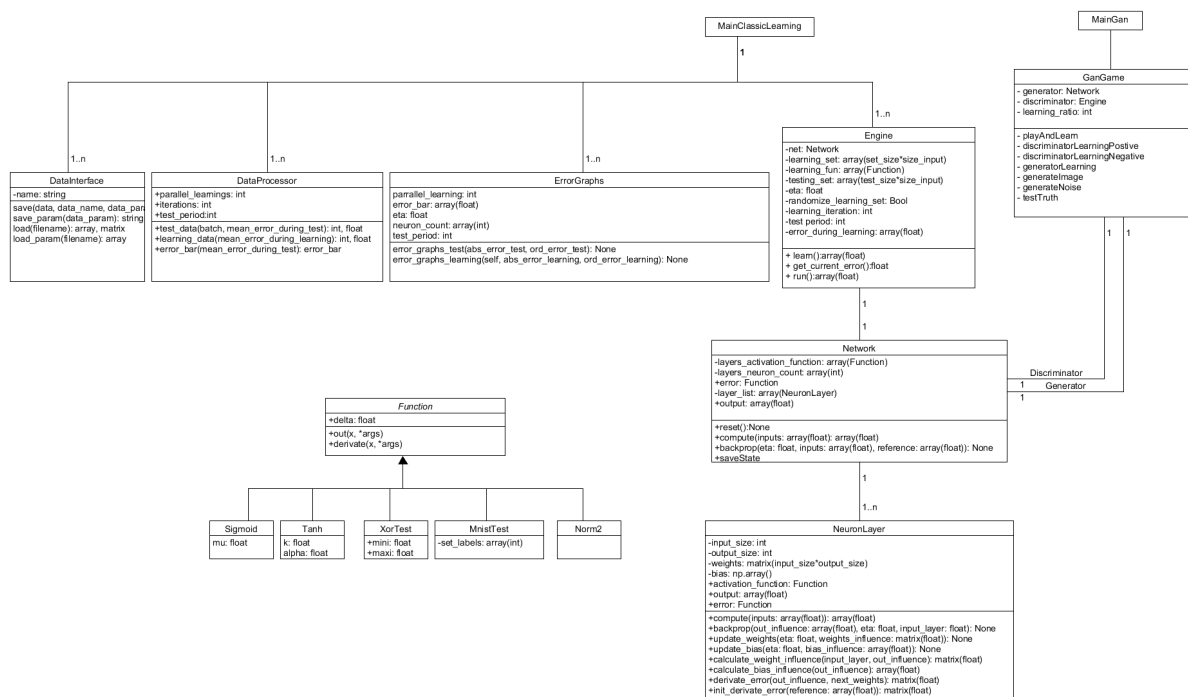 MainClassicLearning
1
MainGan
GanGame
- generator: Network
- discriminator: Engine
- learning_ratio: int
- playAndLearn
- discriminatorLearningPostive
- discriminatorLearningNegative
- generatorLearning
- generateImage
- generateNoise
- testTruth
1..n
1..n
1..n
1..n
DataInterface
-name: string
save(data, data_name, data_par
save_param(data_param): string
load(filename): array, matrix
load_param(filename): array
DataProcessor
+parallel_learnings: int
+iterations: int
+test_period:int
+test_data(batch, mean_error_during_test): int, float
+learning_data(mean_error_during_learning): int, float
+error_bar(mean_error_during_test): error_bar
ErrorGraphs
parrallel_learning: int
error_bar: array(float)
eta: float
neuron_count: array(int)
test_period: int
error_graphs_test(abs_error_test, ord_error_test): None
error_graphs_learning(self, abs_error_learning, ord_error_learning): None
Engine
-net: Network
-learning_set: array(set_size*size_input)
-learning_fun: array(Function)
-testing_set: array(test_size*size_input)
-eta: float
-randomize_learning_set: Bool
-learning_iteration: int
-test period: int
-error_during_learning: array(float)
+ learn():array(float)
+ get_current_error():float
+ run():array(float)
1
1
1
1
Network
-layers_activation_function: array(Function)
-layers_neuron_count: array(int)
+error: Function
-layer_list: array(NeuronLayer)
+output: array(float)
+reset():None
+compute(inputs: array(float): array(float)
+backprop(eta: float, inputs: array(float), reference: array(float)): None
+saveState
Discriminator
1
Generator
1
Function
+delta: float
+out(x, *args)
+derivate(x, *args)
Sigmoid
mu: float
Tanh
k: float
alpha: float
XorTest
+mini: float
+maxi: float
MnistTest
-set_labels: array(int)
Norm2
1
1..n
NeuronLayer
-input_size: int
-output_size: int
-weights: matrix(input_size*output_size)
-bias: np.array()
+activation_function: Function
+output: array(float)
+error: Function
+compute(inputs: array(float)): array(float)
+backprop(out_influence: array(float), eta: float, input_layer: float): None
+update_weights(eta: float, weights_influence: matrix(float)): None
+update_bias(eta: float, bias_influence: array(float)): None
+calculate_weight_influence(input_layer, out_influence): matrix(float)
+calculate_bias_influence(out_influence): array(float)
+derivate_error(out_influence, next_weights): matrix(float)
+init_derivate_error(reference: array(float)): matrix(float)